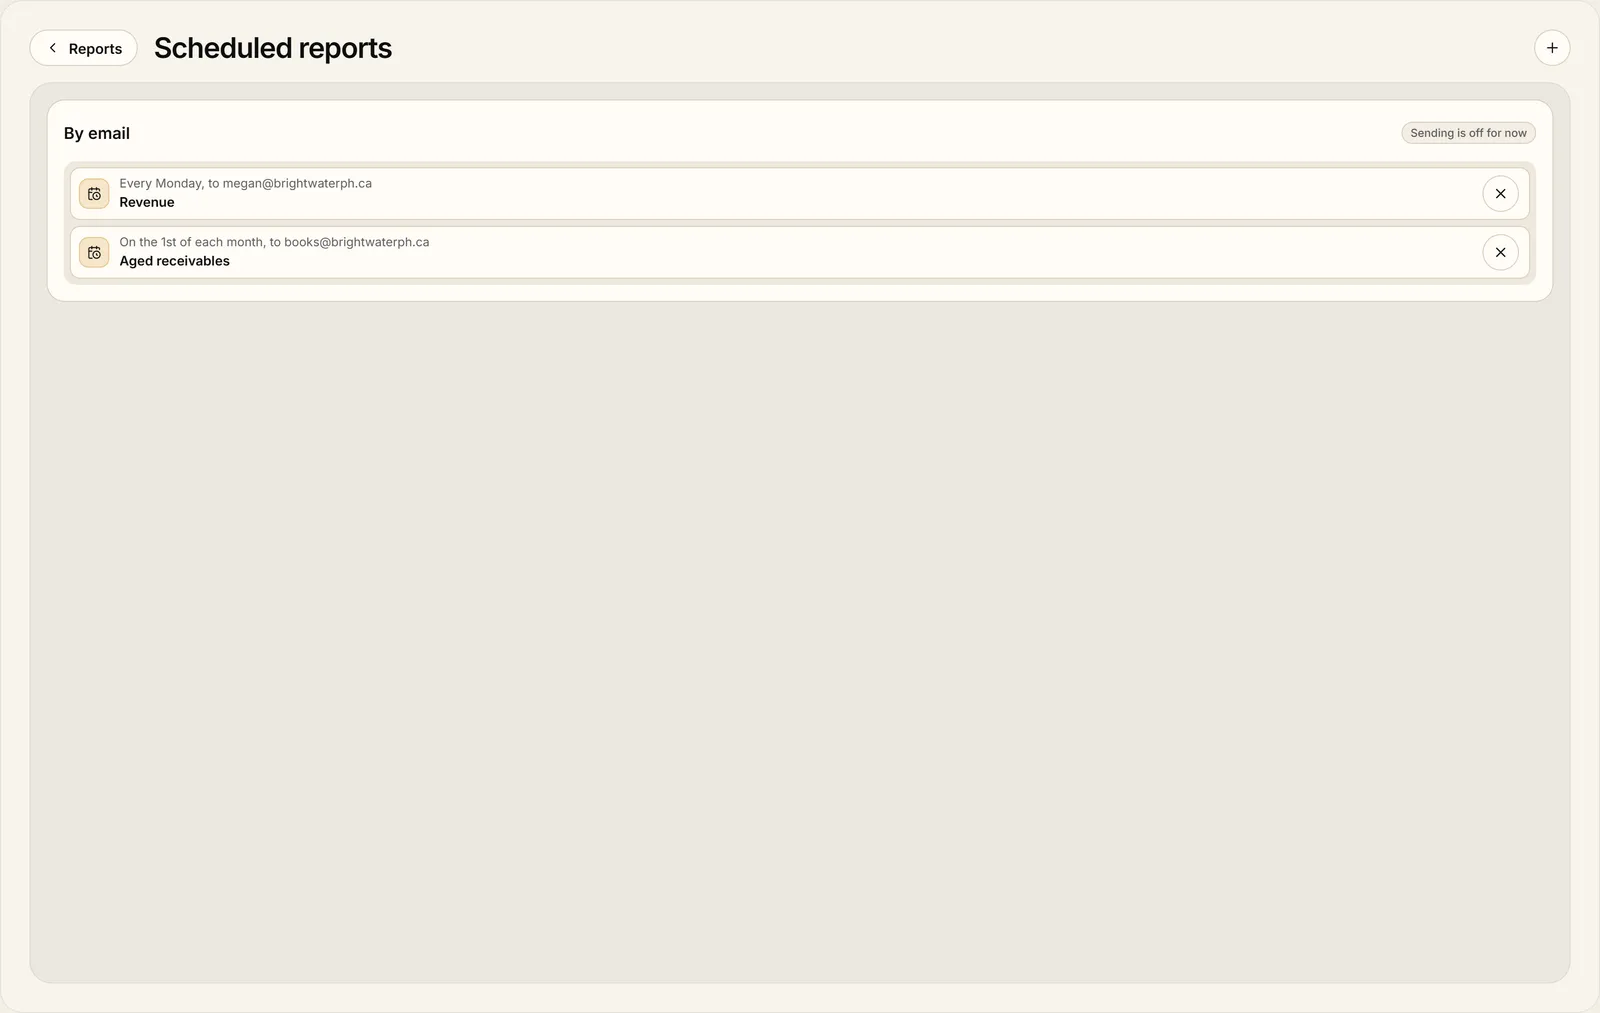 Reports
Scheduled reports
By email
Sending is off for now
Every Monday, to megan@brightwaterph.ca
Revenue
On the 1st of each month, to books@brightwaterph.ca
Aged receivables